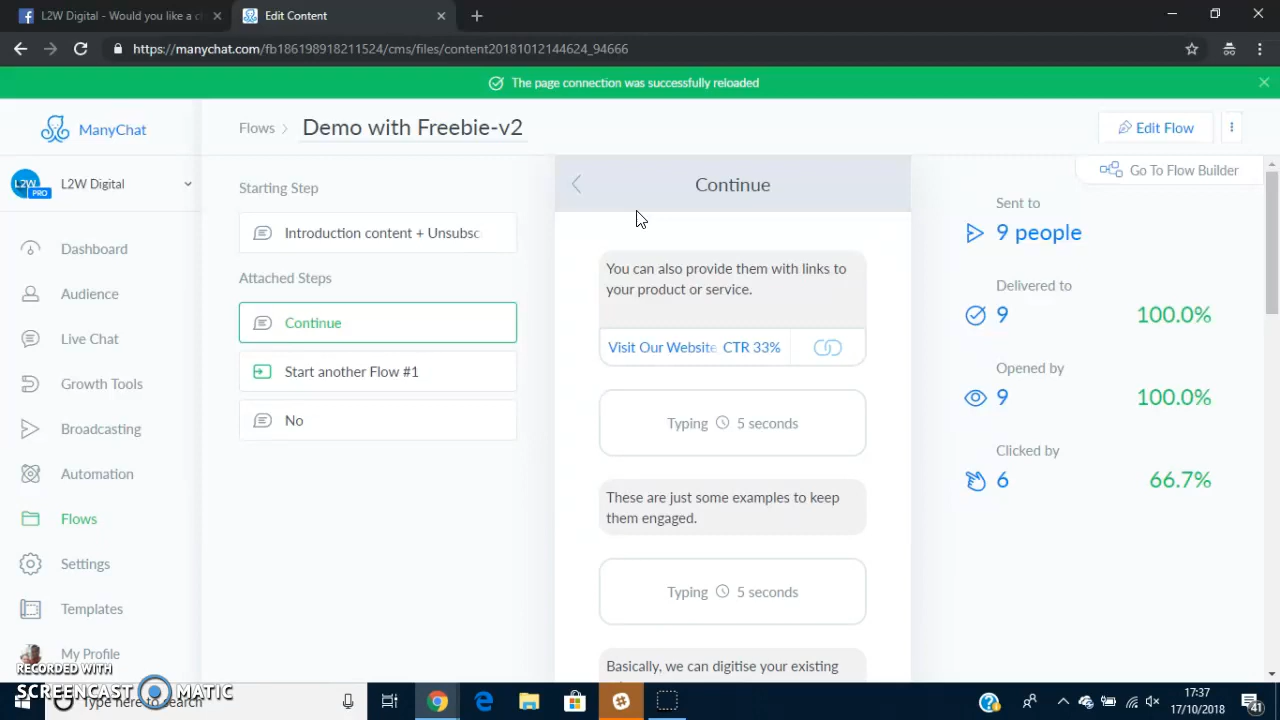 L2W Digital - Would you like a c
Edit Content
https://manychat.com/fb186198918211524/cms/files/content20181012144624_94666
The page connection was successfully reloaded
ManyChat
Flows
Demo with Freebie-v2
Edit Flow
L2W
PRO
L2W Digital
Starting Step
Continue
Go To Flow Builder
Introduction content + Unsubsc
Sent to
9 people
Dashboard
Attached Steps
You can also provide them with links to
your product or service.
Delivered to
9
100.0%
Audience
Continue
Live Chat
Visit Our Website
CTR 33%
Start another Flow #1
Opened by
9
100.0%
Growth Tools
No
Typing
5 seconds
Broadcasting
Clicked by
6
66.7%
Automation
These are just some examples to keep
them engaged.
Flows
Settings
Typing
5 seconds
Templates
My Profile
Basically, we can digitise your existing
RECORDED WITH
SCREENCAST MATIC
Type here to search
17:37
17/10/2018
41